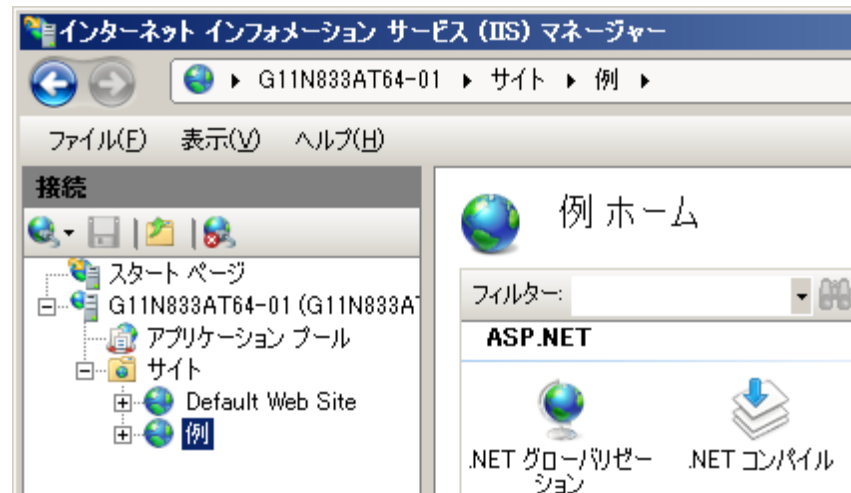 インターネット インフォメーション サービス (IIS) マネージャー
G11N833AT64-01 ▸ サイト ▸ 例 ▸
ファイル(F) 表示(V) ヘルプ(H)
接続
スタート ページ
G11N833AT64-01 (G11N833A
アプリケーション プール
サイト
Default Web Site
例
例 ホーム
フィルター:
ASP.NET
.NET グローバリゼー
ション
.NET コンパイル